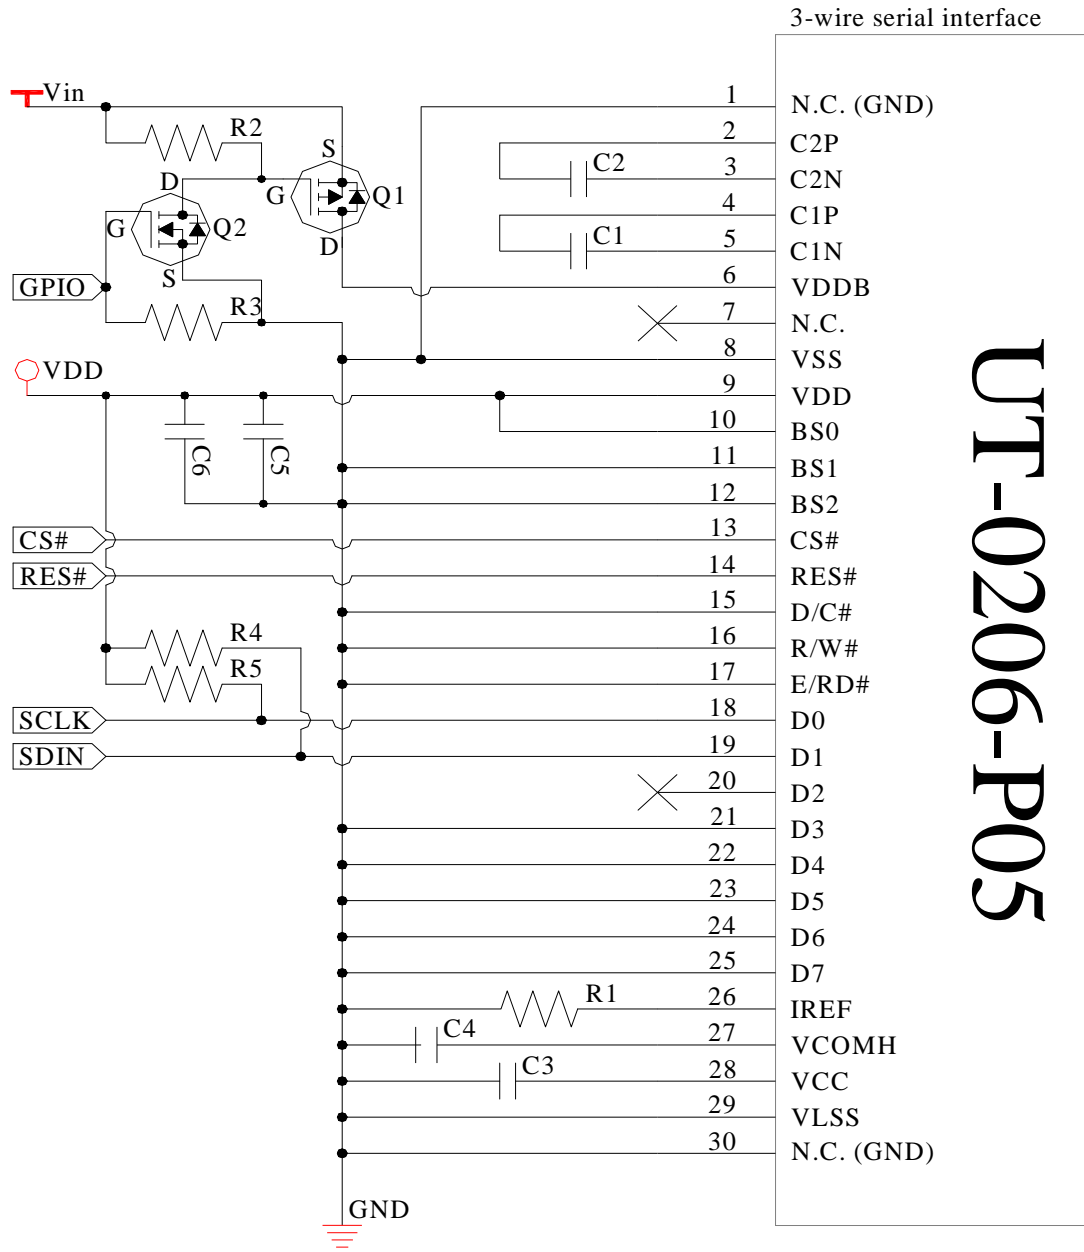 3-wire serial interface
Vin
R2
S
D
G
Q1
G
Q2
D
S
GPIO
R3
VDD
C6
C5
CS#
RES#
R4
R5
SCLK
SDIN
C2
C1
R1
C4
C3
GND
1 N.C. (GND)
2 C2P
3 C2N
4 C1P
5 C1N
6 VDDB
7 N.C.
8 VSS
9 VDD
10 BS0
11 BS1
12 BS2
13 CS#
14 RES#
15 D/C#
16 R/W#
17 E/RD#
18 D0
19 D1
20 D2
21 D3
22 D4
23 D5
24 D6
25 D7
26 IREF
27 VCOMH
28 VCC
29 VLSS
30 N.C. (GND)
UT-0206-P05